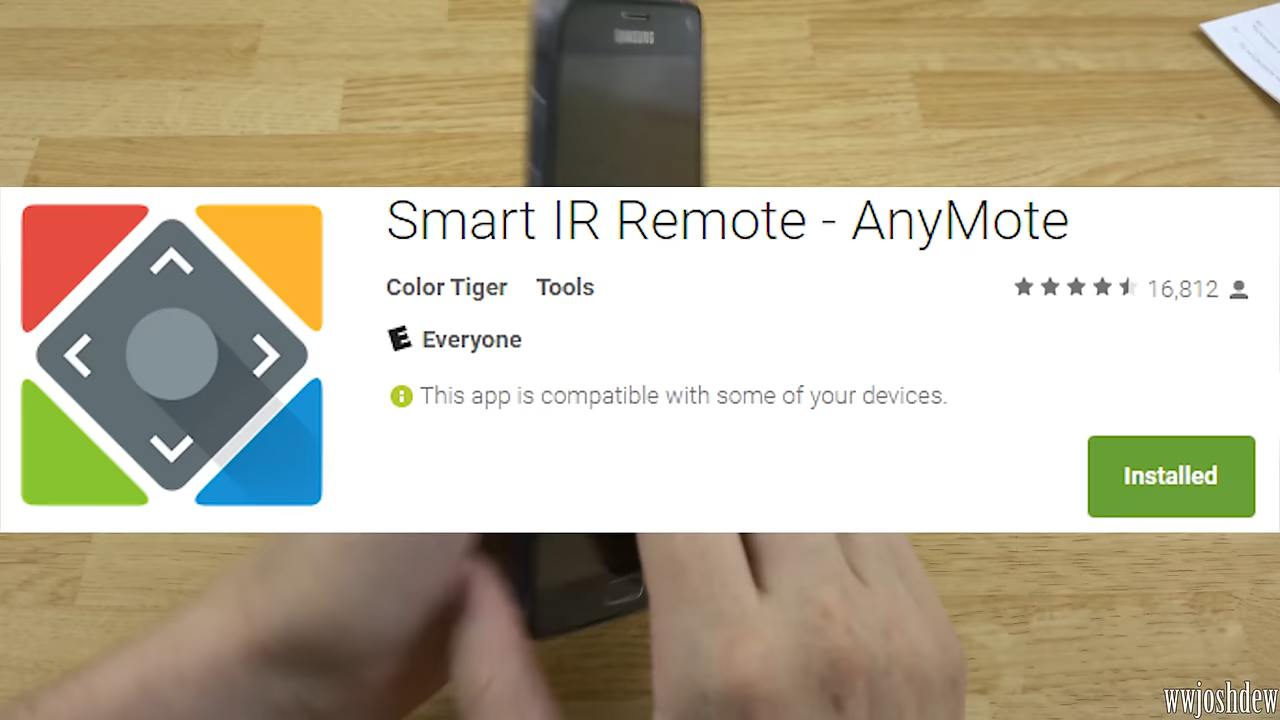 SAMSUNG
Smart IR Remote - AnyMote
Color Tiger Tools
16,812
E Everyone
This app is compatible with some of your devices.
Installed
wwjoshdew